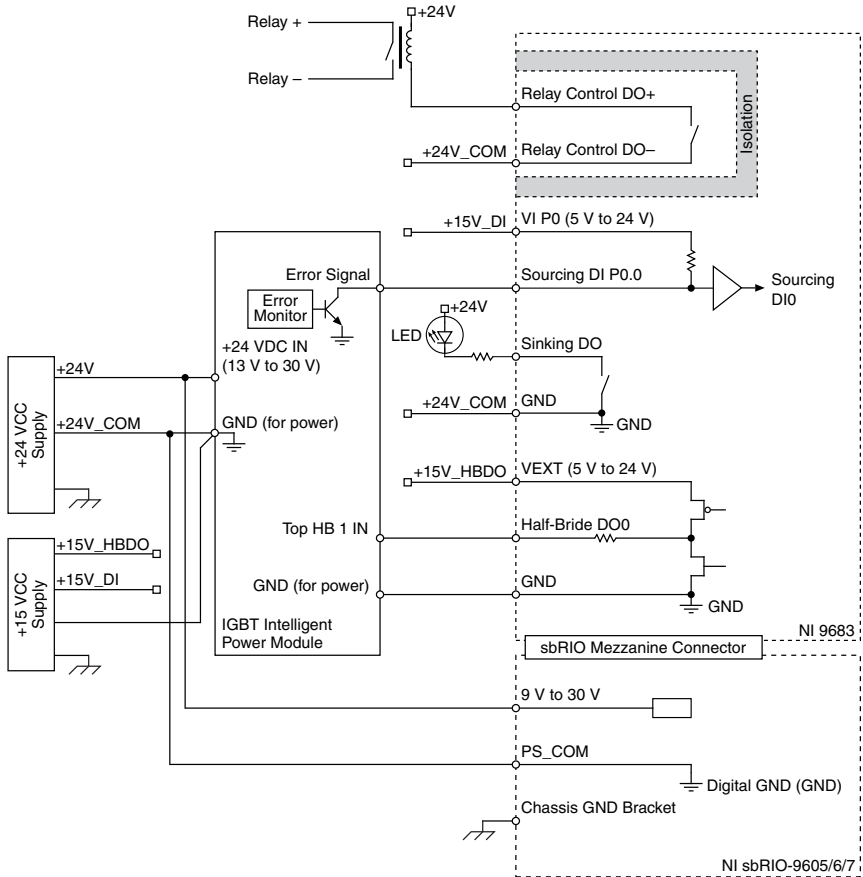 +24V
Relay +
Relay –
Relay Control DO+
Isolation
+24V_COM
Relay Control DO–
+15V_DI
VI P0 (5 V to 24 V)
Error Signal
Sourcing DI P0.0
Sourcing
DI0
Error
Monitor
+24V
LED
Sinking DO
+24 VDC IN
(13 V to 30 V)
+24V
+24V_COM
GND
GND
+24 VCC
Supply
+24V_COM
GND (for power)
+15V_HBDO
VEXT (5 V to 24 V)
Top HB 1 IN
Half-Bride DO0
+15 VCC
Supply
+15V_HBDO
+15V_DI
GND (for power)
GND
GND
IGBT Intelligent
Power Module
NI 9683
sbRIO Mezzanine Connector
9 V to 30 V
PS_COM
Digital GND (GND)
Chassis GND Bracket
NI sbRIO-9605/6/7